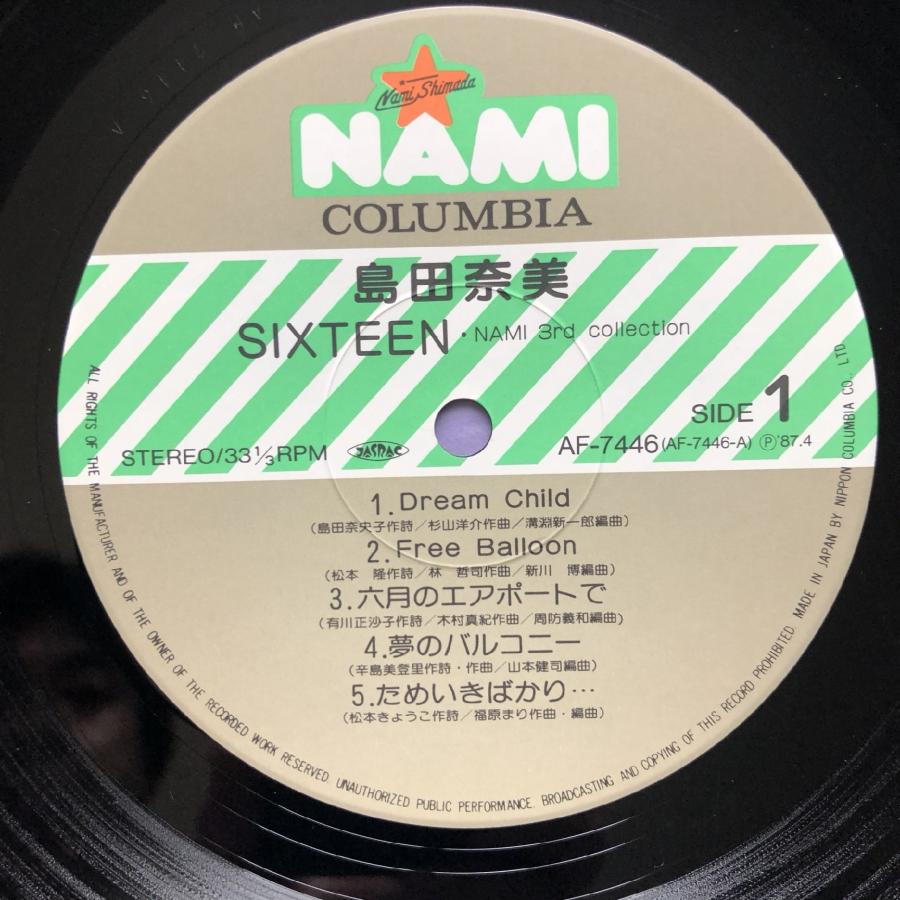 Nami Shimada
NAMI
COLUMBIA
島田奈美
SIXTEEN・NAMI 3rd collection
SIDE 1
STEREO/33 1/3 RPM JASRAC AF-7446 (AF-7446-A) Ⓟ'87.4
1.Dream Child
(島田奈央子作詩/杉山洋介作曲/溝淵新一郎編曲)
2.Free Balloon
(松本 隆作詩/林 哲司作曲/新川 博編曲)
3.六月のエアポートで
(有川正沙子作詩/木村真紀作曲/周防義和編曲)
4.夢のバルコニー
(辛島美登里作詩・作曲/山本健司編曲)
5.ためいきばかり…
(松本きょうこ作詩/福原まり作曲・編曲)
ALL RIGHTS OF THE MANUFACTURER AND OF THE OWNER OF THE RECORDED WORK RESERVED. UNAUTHORIZED PUBLIC PERFORMANCE. BROADCASTING AND COPYING OF THIS RECORD PROHIBITED. MADE IN JAPAN BY NIPPON COLUMBIA CO., LTD.